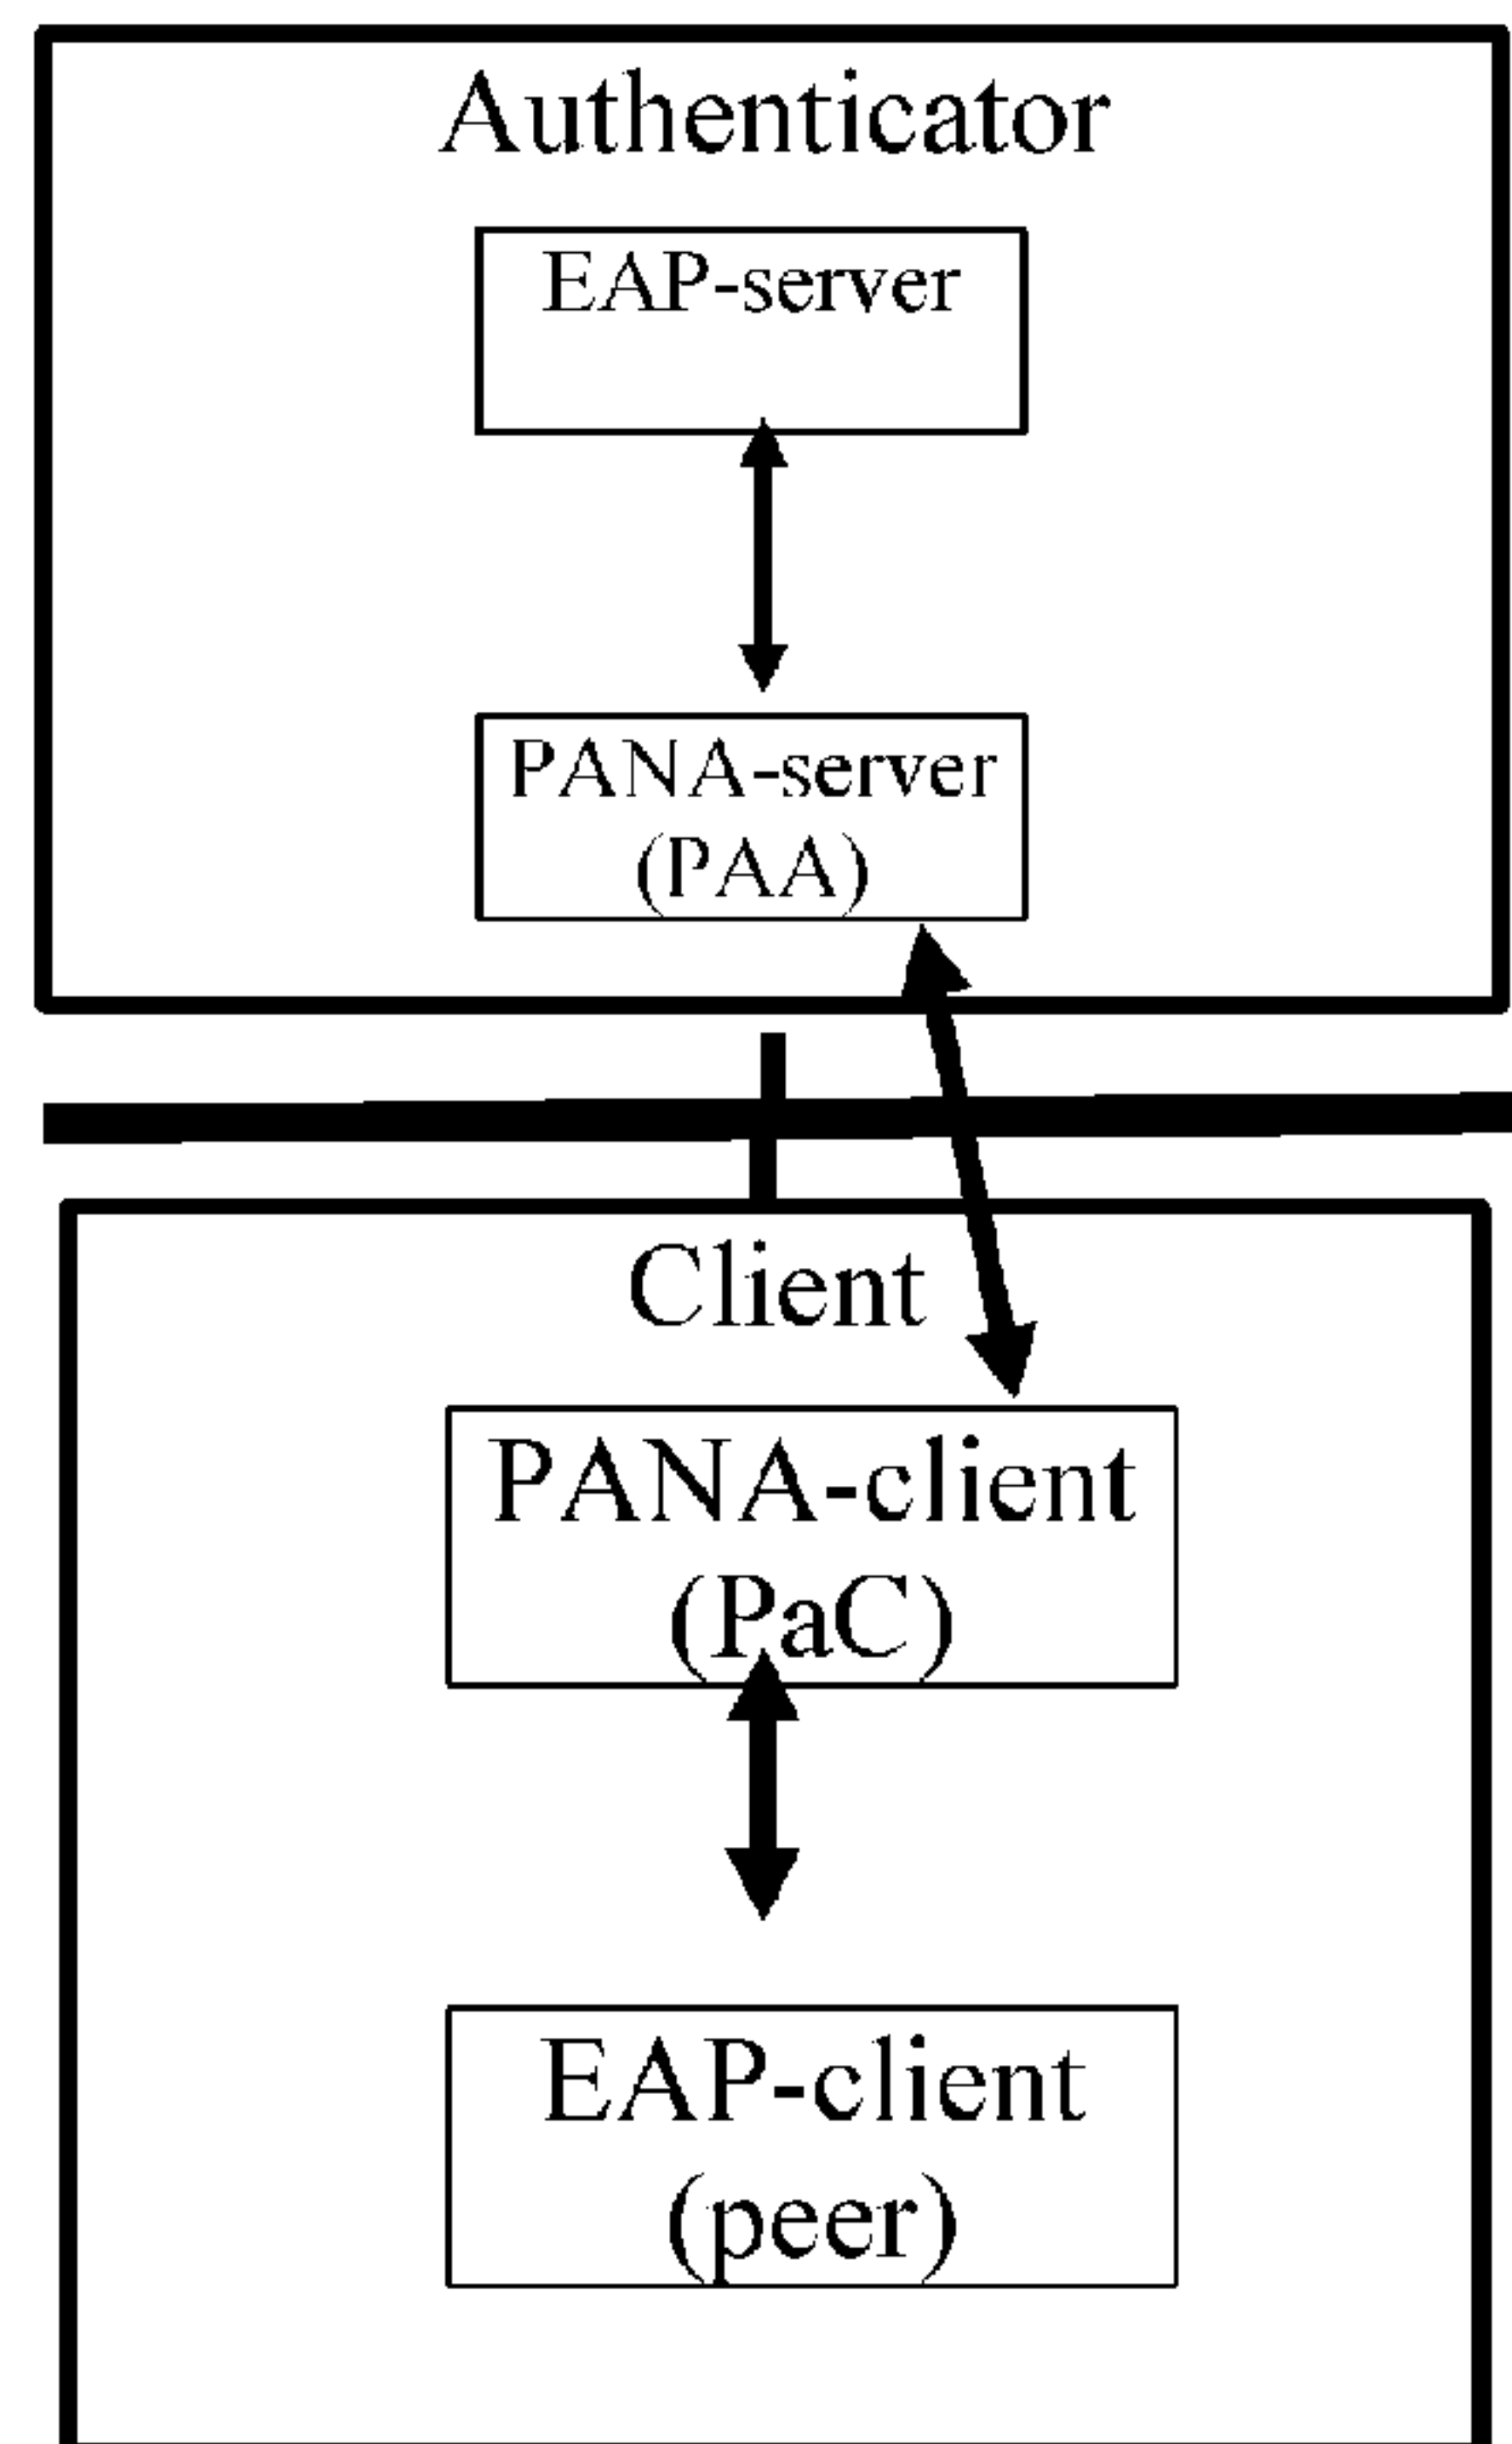 Authenticator
EAP-server
PANA-server
(PAA)
Client
PANA-client
(PaC)
EAP-client
(peer)